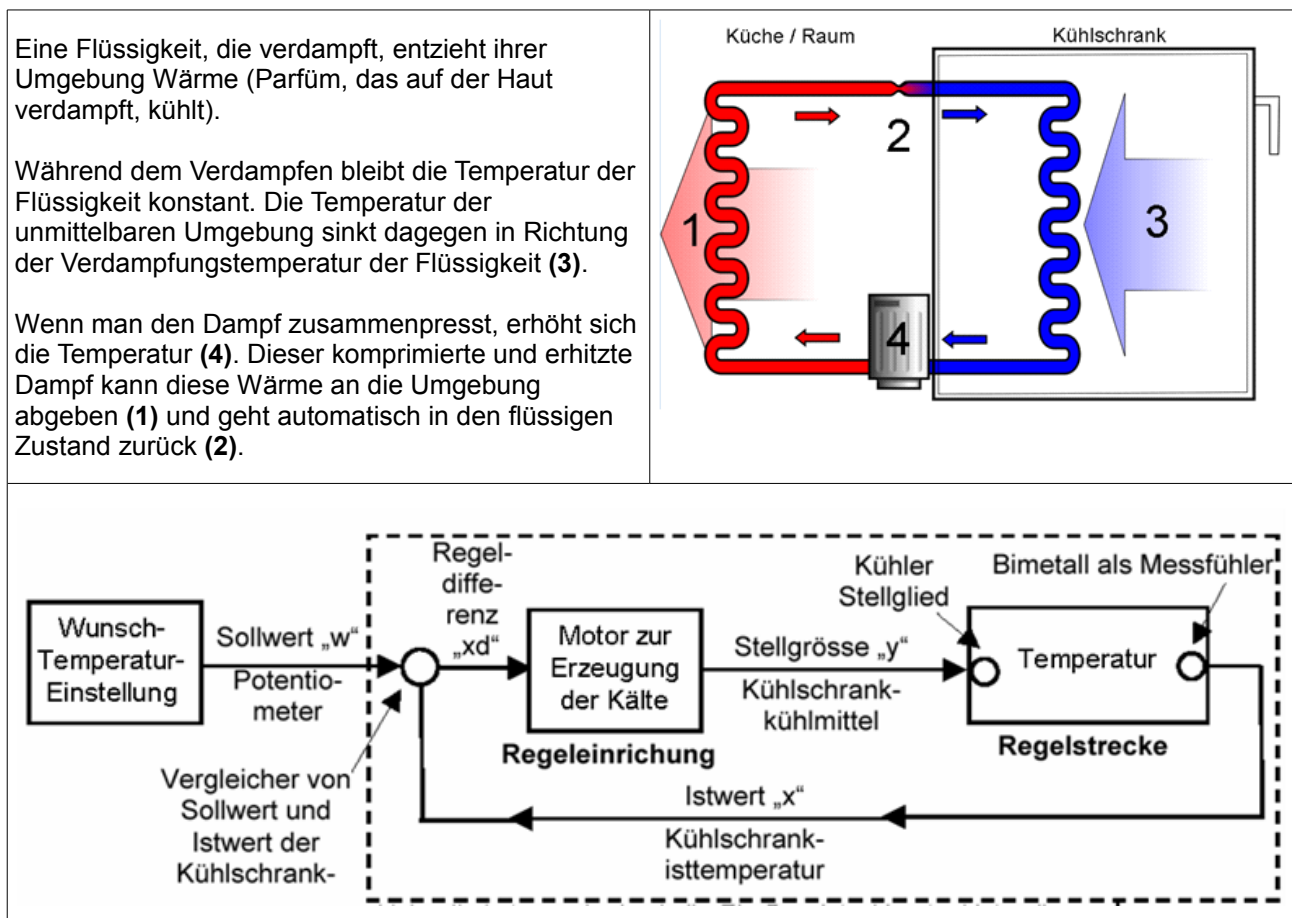 Eine Flüssigkeit, die verdampft, entzieht ihrer
Umgebung Wärme (Parfüm, das auf der Haut
verdampft, kühlt).
Während dem Verdampfen bleibt die Temperatur der
Flüssigkeit konstant. Die Temperatur der
unmittelbaren Umgebung sinkt dagegen in Richtung
der Verdampfungstemperatur der Flüssigkeit (3).
Wenn man den Dampf zusammenpresst, erhöht sich
die Temperatur (4). Dieser komprimierte und erhitzte
Dampf kann diese Wärme an die Umgebung
abgeben (1) und geht automatisch in den flüssigen
Zustand zurück (2).
Küche / Raum
Kühlschrank
1
2
3
4
Wunsch-
Temperatur-
Einstellung
Sollwert „w“
Potentio-
meter
Regel-
diffe-
renz
„xd“
Motor zur
Erzeugung
der Kälte
Regeleinrichung
Stellgrösse „y“
Kühlschrank-
kühlmittel
Kühler
Stellglied
Bimetall als Messfühler
Temperatur
Regelstrecke
Vergleicher von
Sollwert und
Istwert der
Kühlschrank-
Istwert „x“
Kühlschrank-
isttemperatur